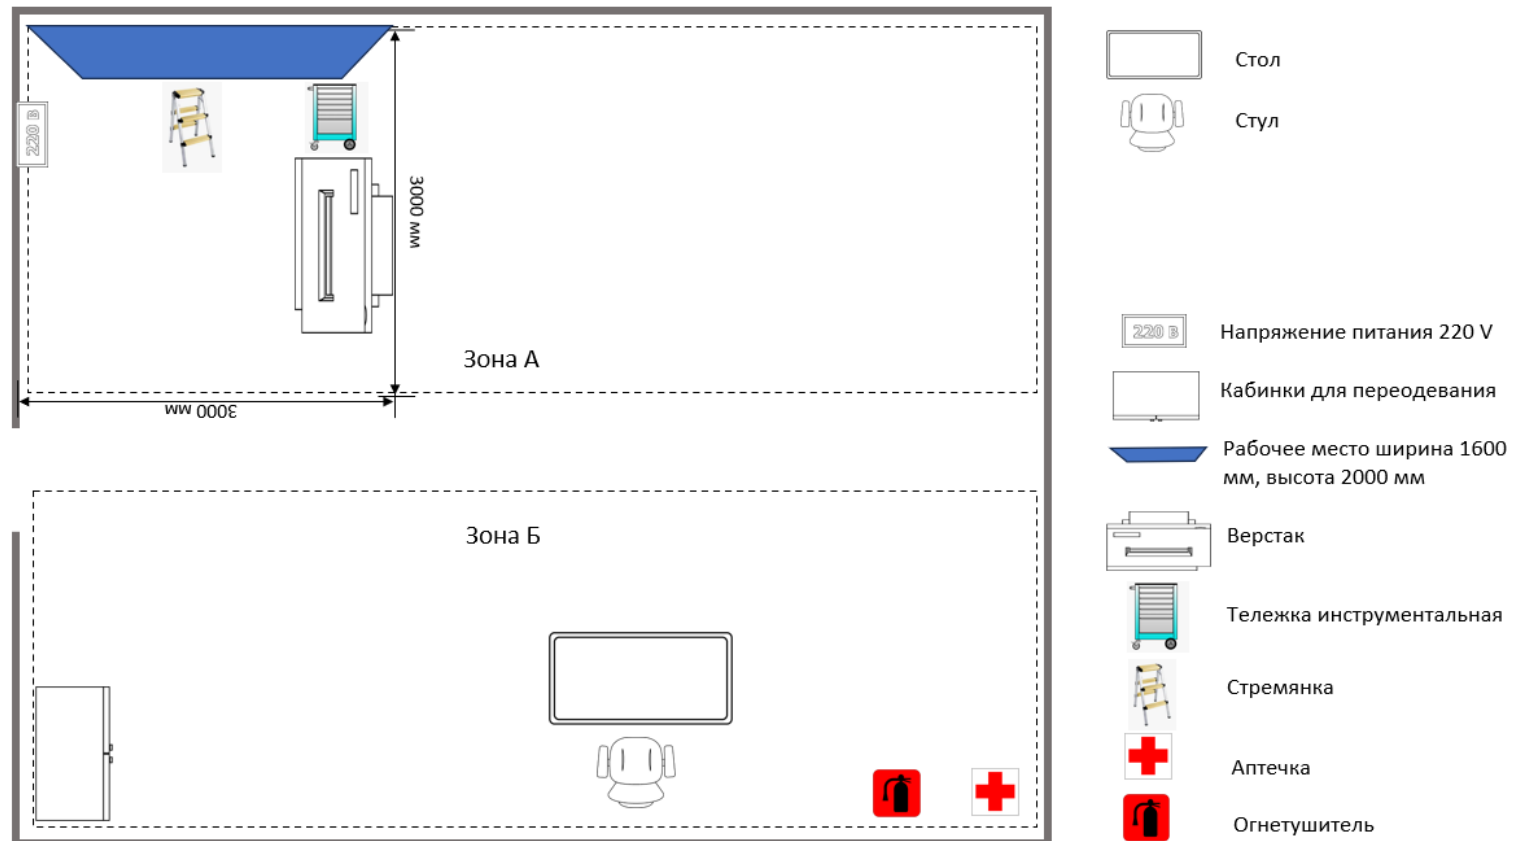 220 В
3000 мм
Зона А
3000 мм
Зона Б
Стол
Стул
220 В
Напряжение питания 220 V
Кабинки для переодевания
Рабочее место ширина 1600
мм, высота 2000 мм
Верстак
Тележка инструментальная
Стремянка
Аптечка
Огнетушитель